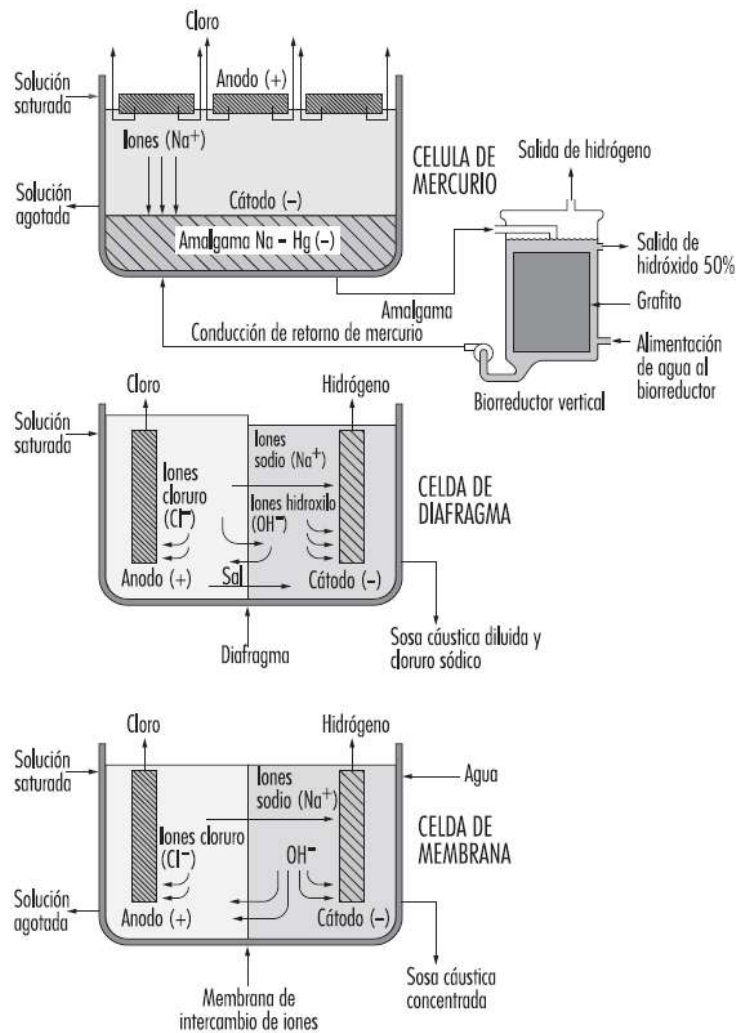 Cloro
Solución
saturada
Anodo (+)
Iones (Na+)
Solución
agotada
Cátodo (–)
Amalgama Na – Hg (–)
CELULA DE
MERCURIO
Salida de hidrógeno
Salida de
hidróxido 50%
Grafito
Amalgama
Conducción de retorno de mercurio
Alimentación
de agua al
biorreductor
Biorreductor vertical
Cloro
Hidrógeno
Solución
saturada
Iones
sodio (Na+)
Iones
cloruro
(Cl–)
Iones hidroxilo
(OH–)
CELDA DE
DIAFRAGMA
Anodo (+)
Sal
Cátodo (–)
Diafragma
Sosa cáustica diluida y
cloruro sódico
Cloro
Hidrógeno
Solución
saturada
Iones
sodio (Na+)
Agua
Iones cloruro
(Cl–)
OH–
CELDA DE
MEMBRANA
Solución
agotada
Anodo (+)
Cátodo (–)
Membrana de
intercambio de iones
Sosa cáustica
concentrada